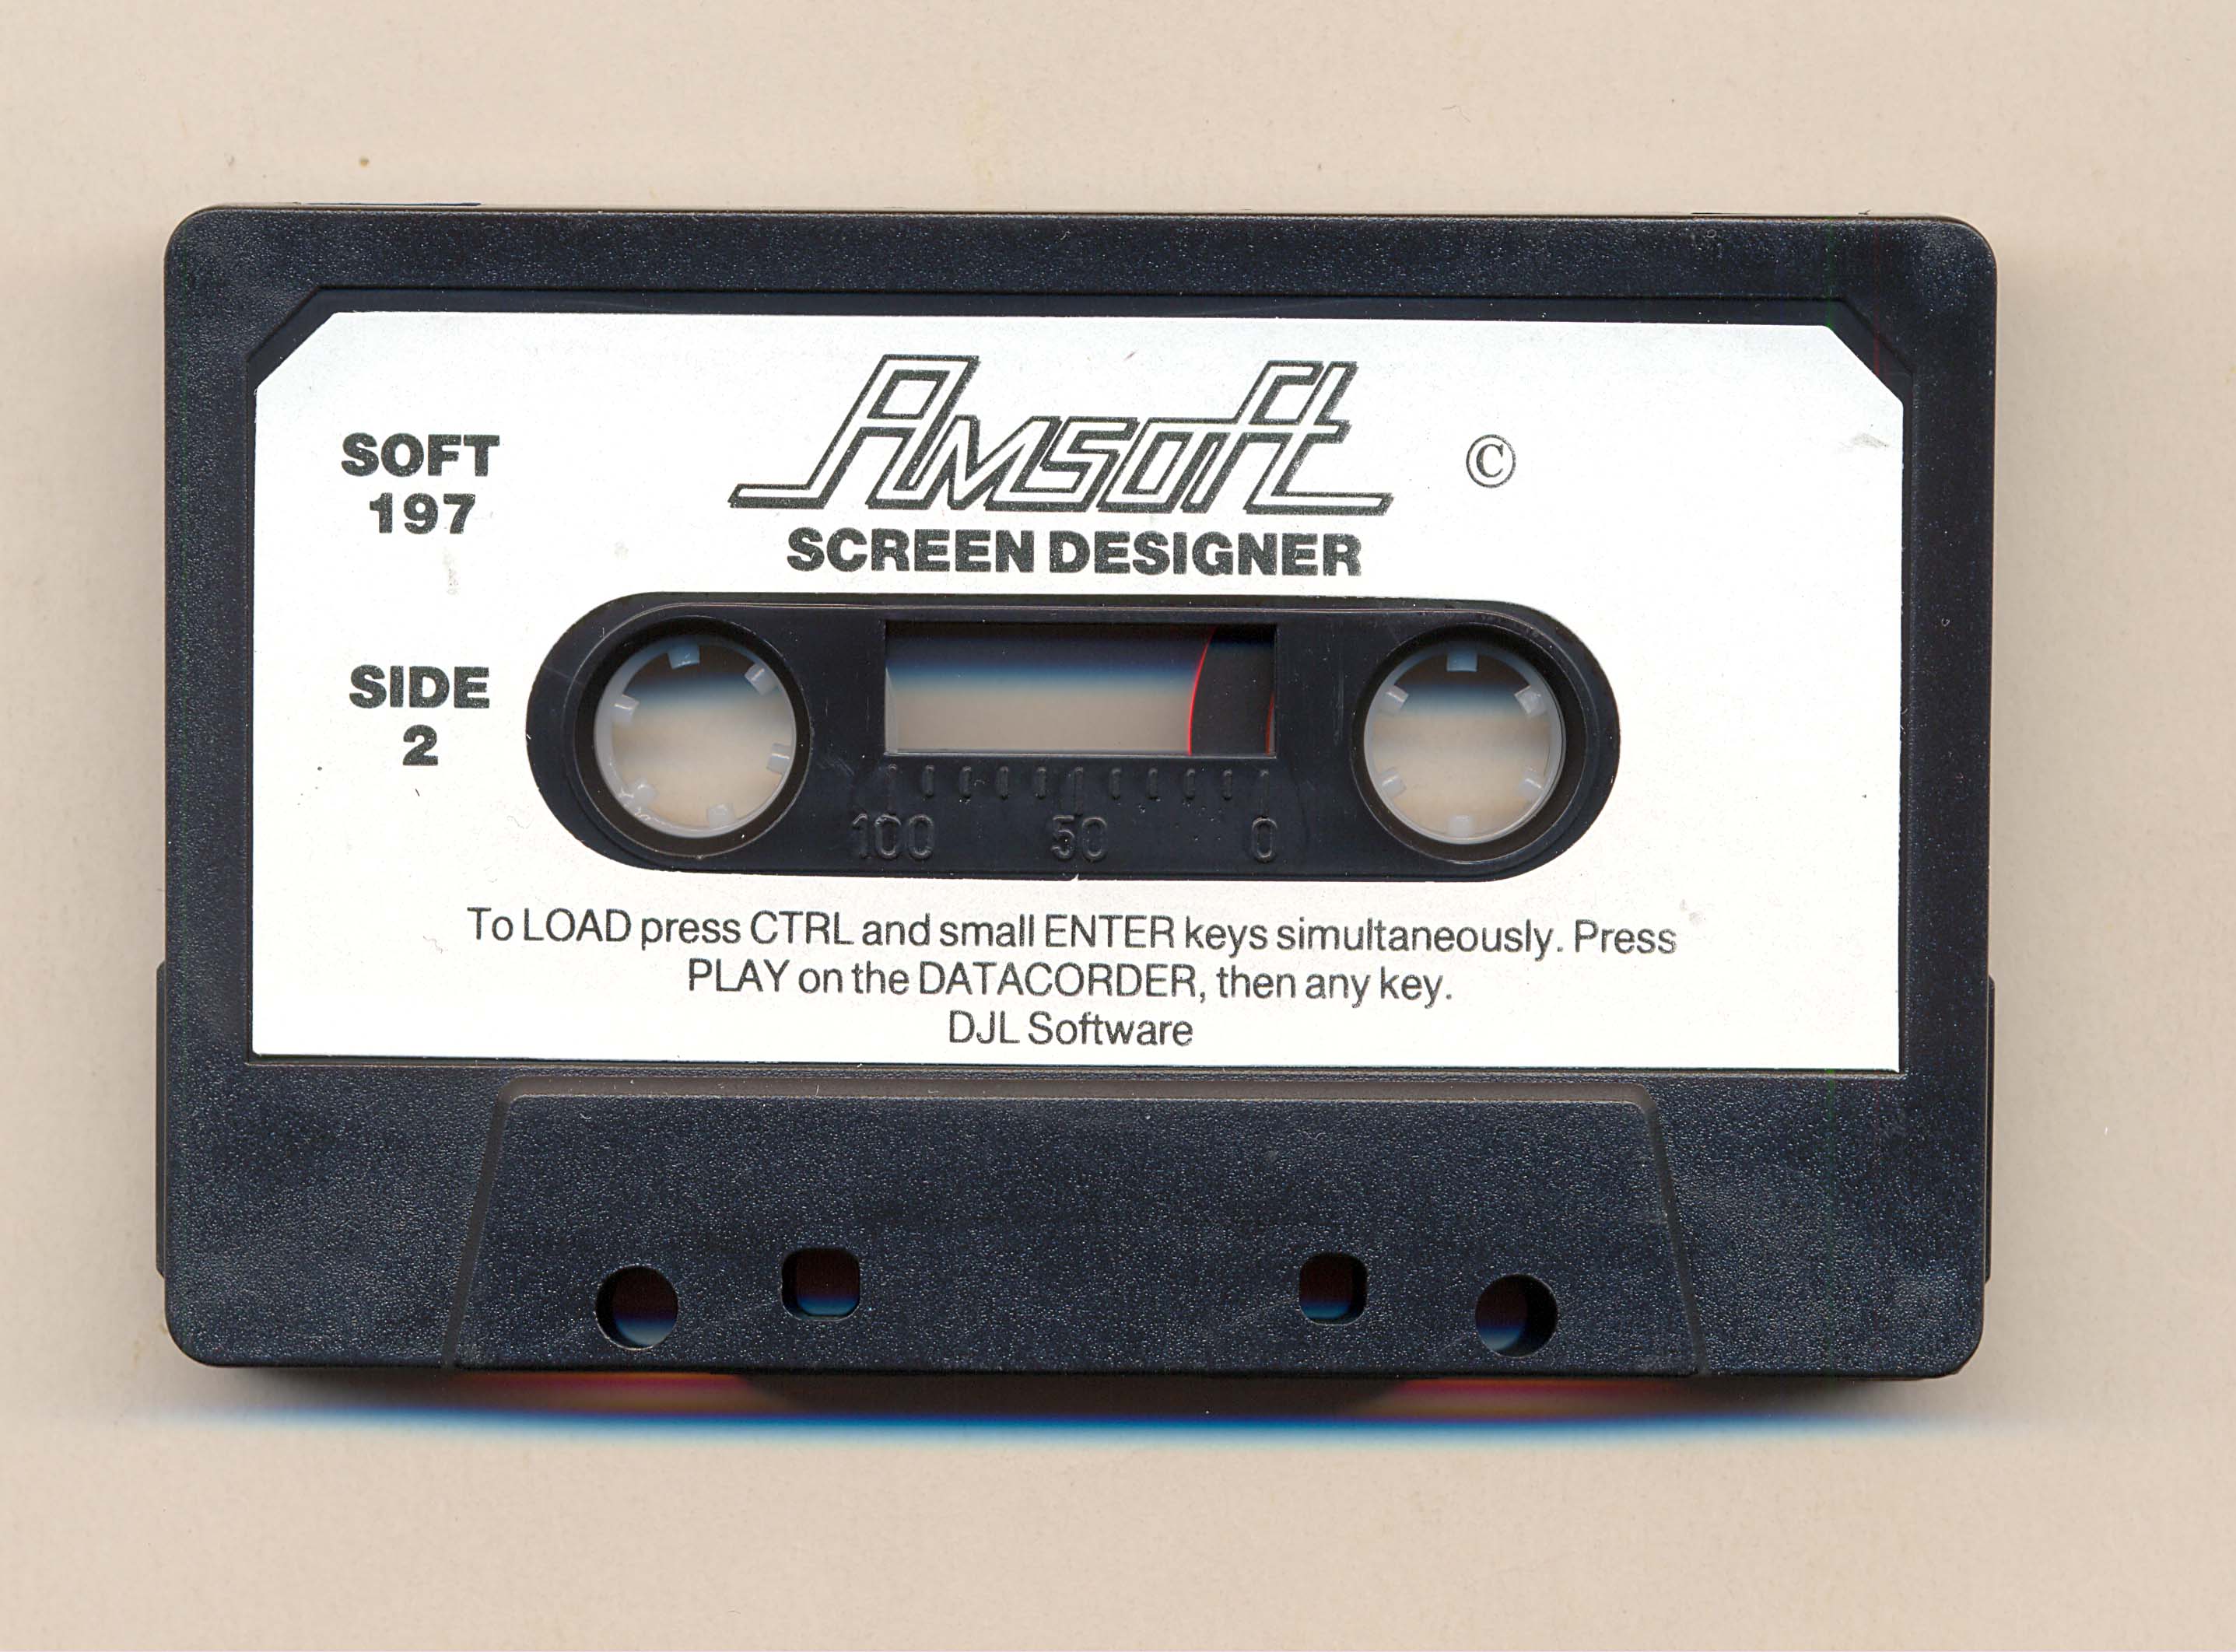 Amsoft ©
SOFT
197
SCREEN DESIGNER
SIDE
2
100 50 0
To LOAD press CTRL and small ENTER keys simultaneously. Press
PLAY on the DATACORDER, then any key.
DJL Software